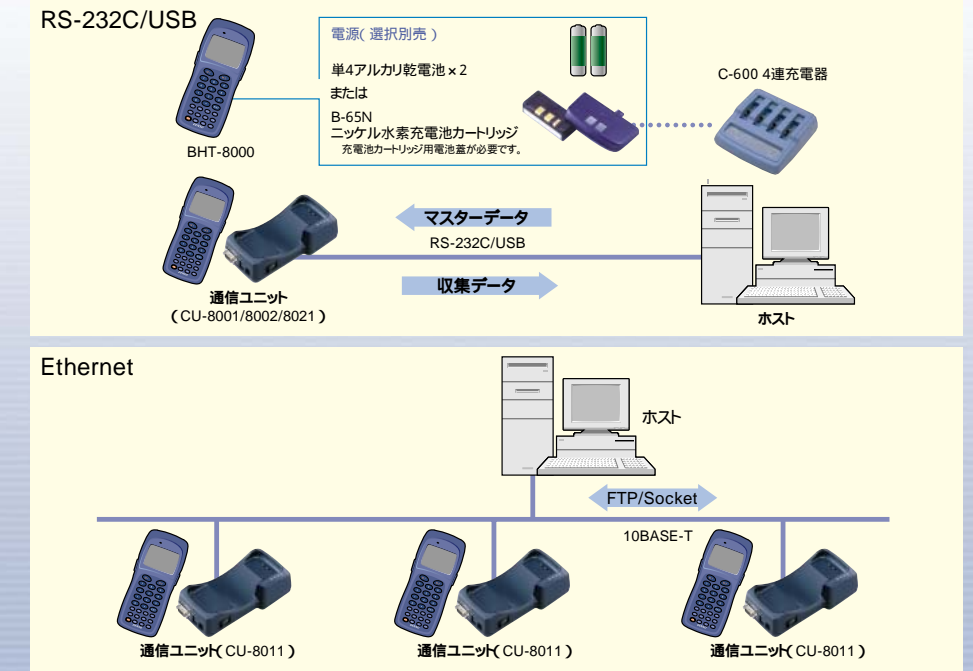 RS-232C/USB
電源(選択別売)
単4アルカリ乾電池×2
または
B-65N
ニッケル水素充電池カートリッジ
充電池カートリッジ用電池蓋が必要です。
C-600 4連充電器
BHT-8000
マスターデータ
RS-232C/USB
収集データ
通信ユニット
(CU-8001/8002/8021)
ホスト
Ethernet
ホスト
FTP/Socket
10BASE-T
通信ユニット(CU-8011)
通信ユニット(CU-8011)
通信ユニット(CU-8011)